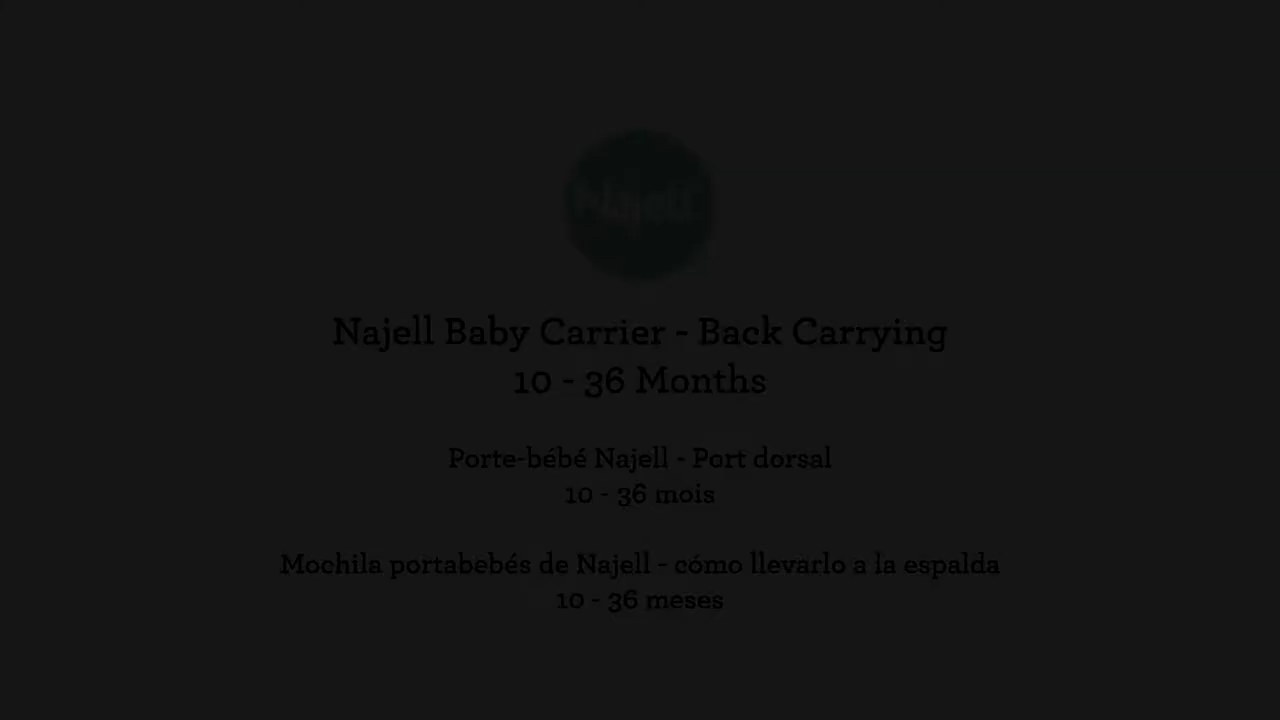 Najell
Najell Baby Carrier - Back Carrying
10 - 36 Months
Porte-bébé Najell - Port dorsal
10 - 36 mois
Mochila portabebés de Najell - cómo llevarlo a la espalda
10 - 36 meses